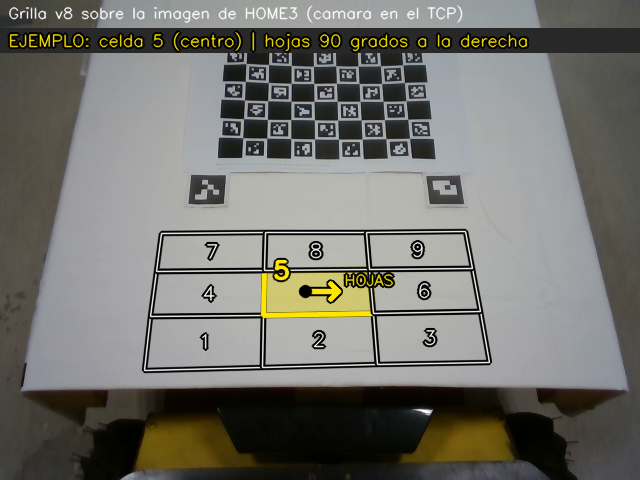 Grilla v8 sobre la imagen de HOME3 (camara en el TCP)
EJEMPLO: celda 5 (centro) | hojas 90 grados a la derecha
7 8 9
4 5 HOJAS 6
1 2 3